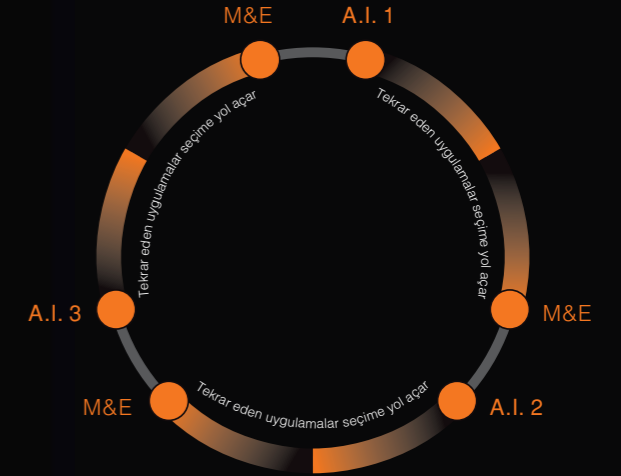 M&E
A.I. 1
Tekrar eden uygulamalar seçime yol açar
Tekrar eden uygulamalar seçime yol açar
A.I. 3
M&E
M&E
Tekrar eden uygulamalar seçime yol açar
A.I. 2